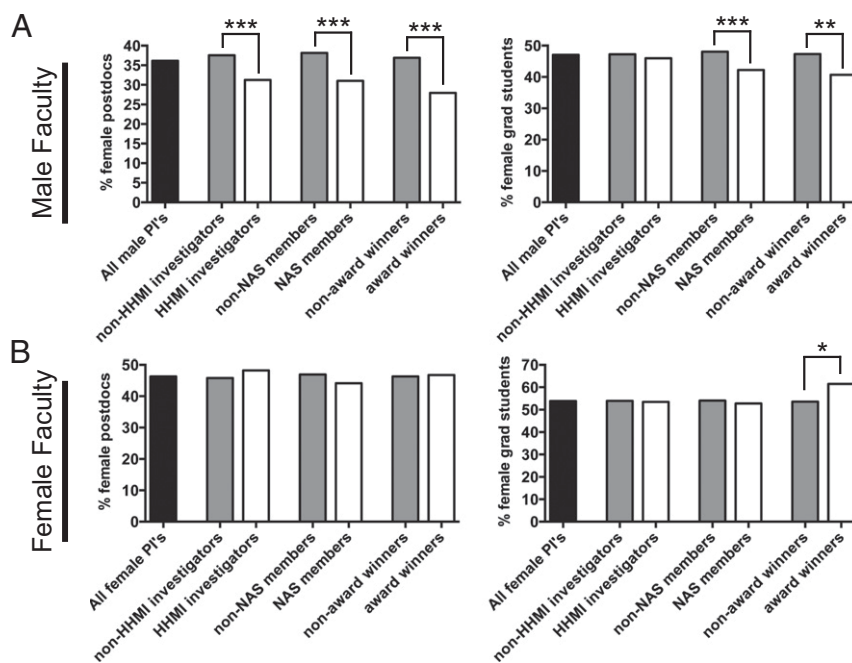 A
Male Faculty
% female postdocs
40
35
30
25
20
15
10
5
0
***
***
***
All male PI's
non-HHMI investigators
HHMI investigators
non-NAS members
NAS members
non-award winners
award winners
% female grad students
50
40
30
20
10
0
***
**
All male PI's
non-HHMI investigators
HHMI investigators
non-NAS members
NAS members
non-award winners
award winners
B
Female Faculty
% female postdocs
50
40
30
20
10
0
All female PI's
non-HHMI investigators
HHMI investigators
non-NAS members
NAS members
non-award winners
award winners
% female grad students
70
60
50
40
30
20
10
0
*
All female PI's
non-HHMI investigators
HHMI investigators
non-NAS members
NAS members
non-award winners
award winners